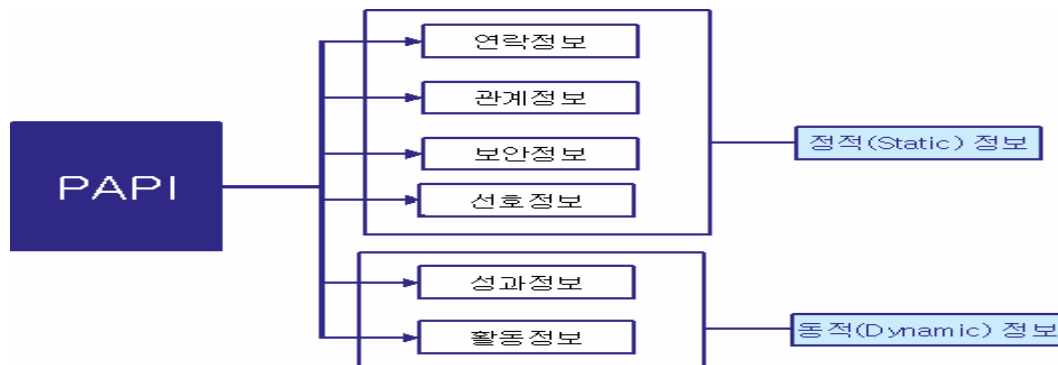 PAPI
연락정보
관계정보
보안정보
선호정보
정적(Static) 정보
성과정보
활동정보
동적(Dynamic) 정보